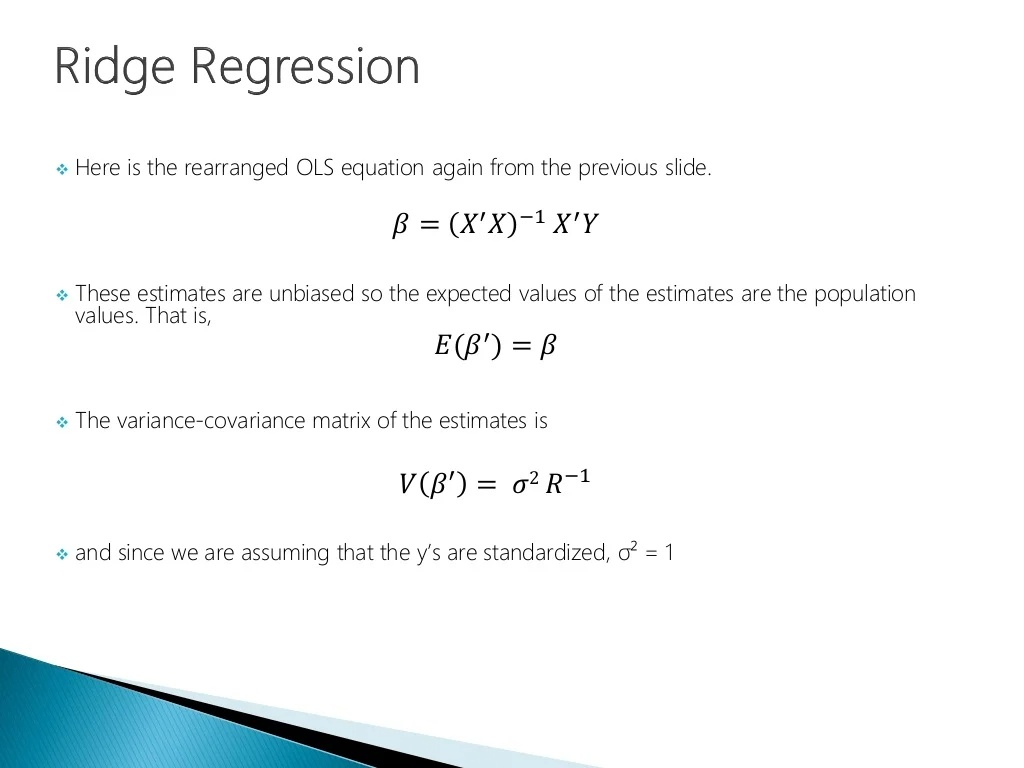 Ridge Regression
❖ Here is the rearranged OLS equation again from the previous slide.
𝛽 = (𝑋′𝑋)⁻¹ 𝑋′𝑌
❖ These estimates are unbiased so the expected values of the estimates are the population
values. That is,
𝐸(𝛽′) = 𝛽
❖ The variance-covariance matrix of the estimates is
𝑉(𝛽′) = 𝜎² 𝑅⁻¹
❖ and since we are assuming that the y’s are standardized, σ² = 1